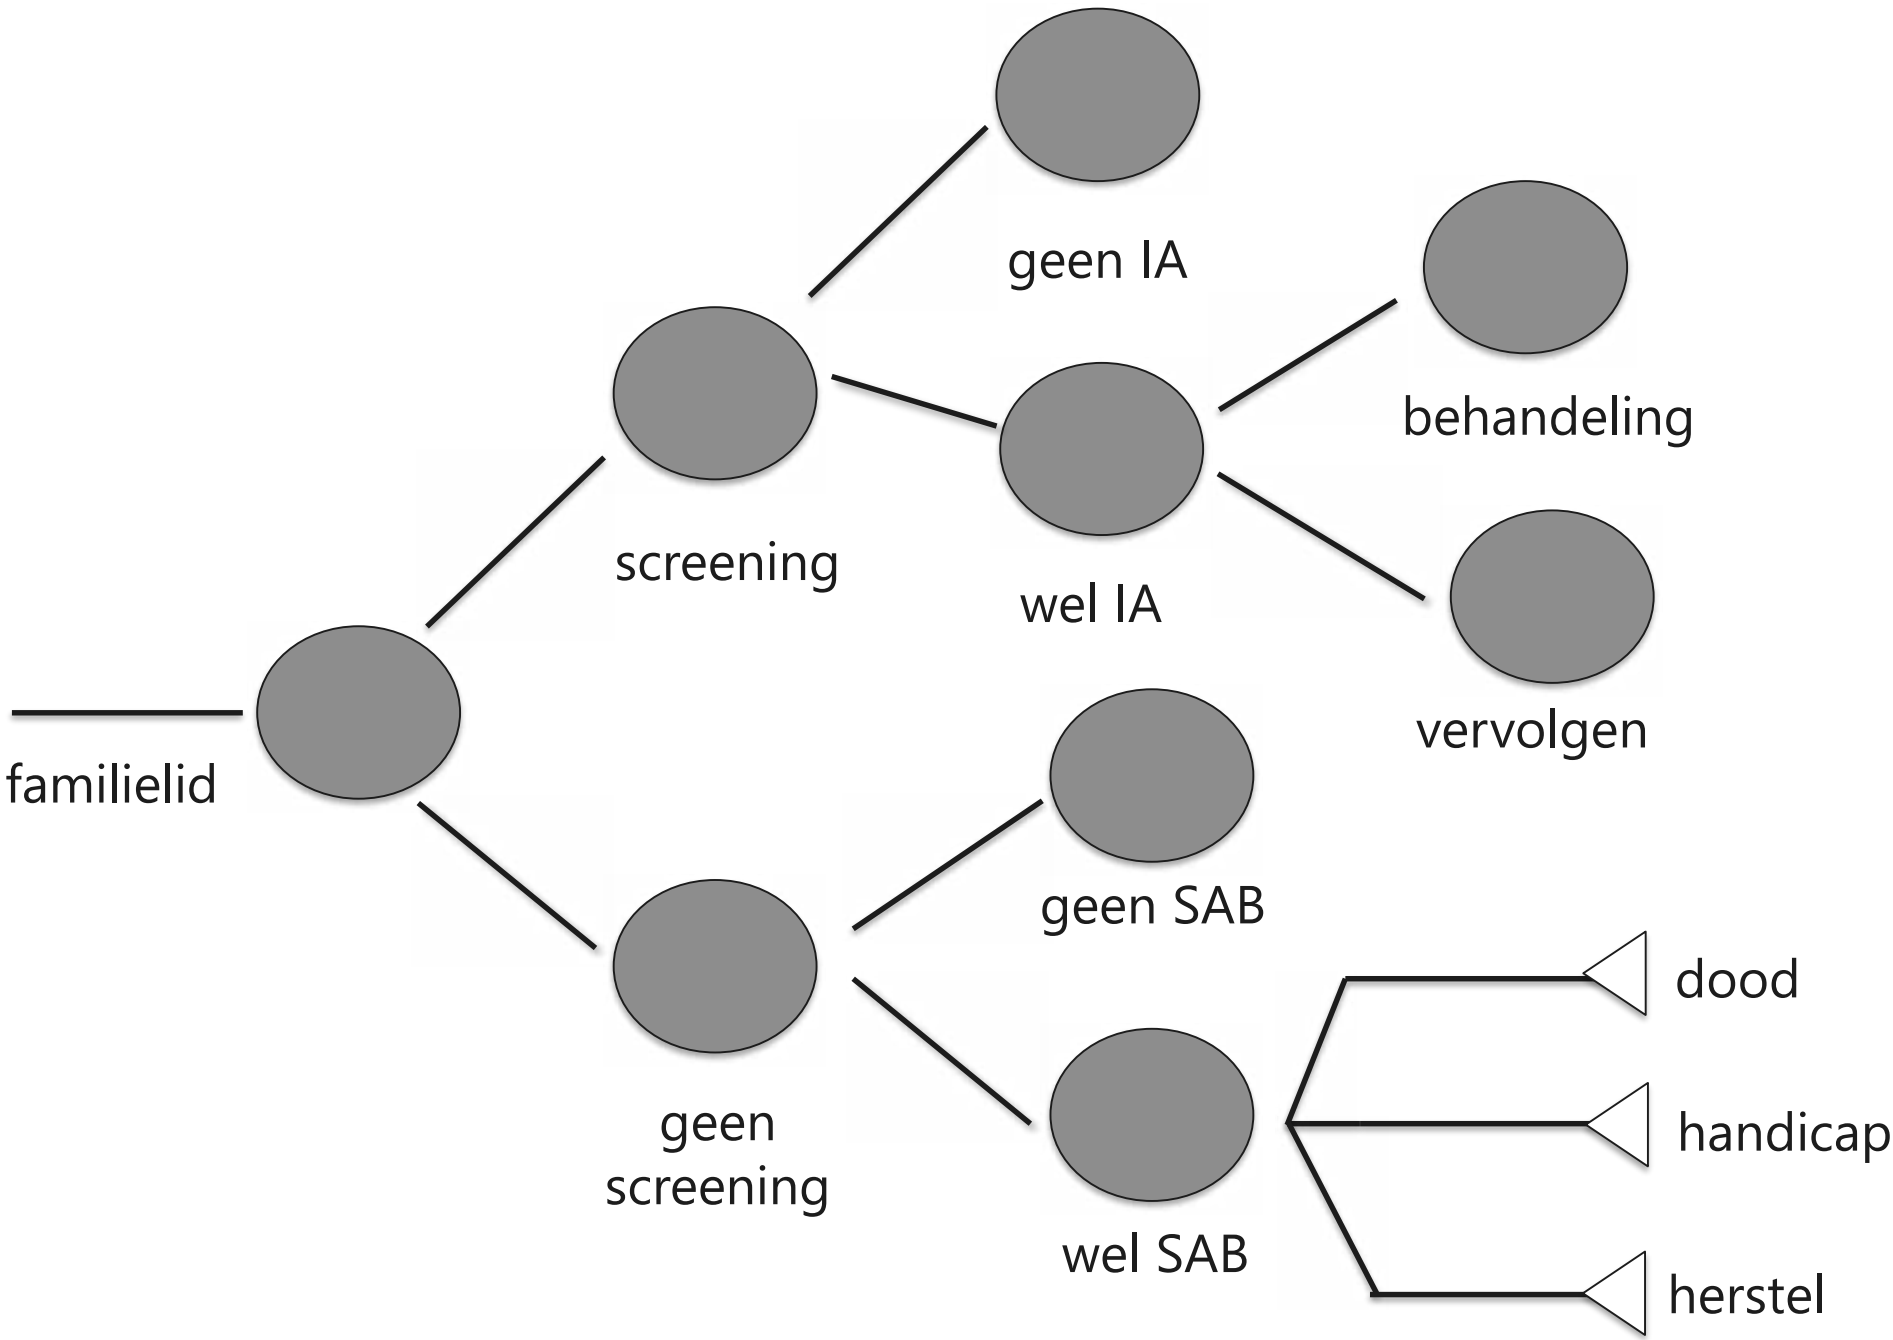 geen IA
behandeling
screening
wel IA
vervolgen
familielid
geen SAB
dood
geen
screening
handicap
wel SAB
herstel